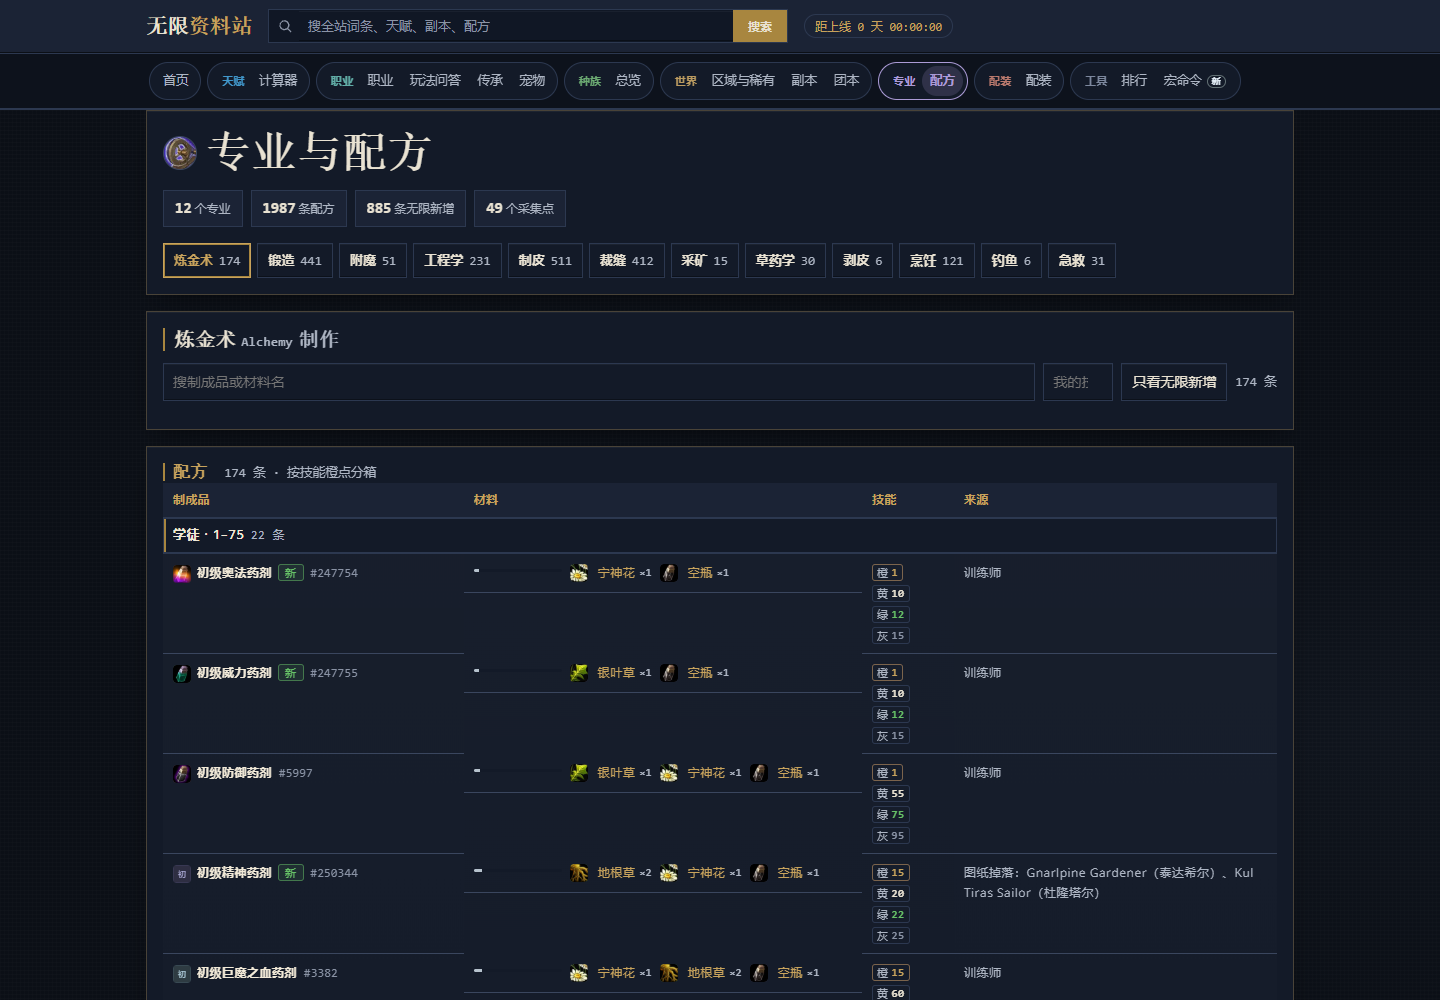 无限资料站 搜全站词条、天赋、副本、配方 搜索 距上线 0 天 00:00:00
首页 天赋 计算器 职业 职业 玩法问答 传承 宠物 种族 总览 世界 区域与稀有 副本 团本 专业 配方 配装 配装 工具 排行 宏命令 新
专业与配方
12 个专业 1987 条配方 885 条无限新增 49 个采集点
炼金术 174 锻造 441 附魔 51 工程学 231 制皮 511 裁缝 412 采矿 15 草药学 30 剥皮 6 烹饪 121 钓鱼 6 急救 31
炼金术 Alchemy 制作
搜制成品或材料名 我的 只看无限新增 174 条
配方 174 条 · 按技能橙点分箱
制成品 材料 技能 来源
学徒 · 1–75 22 条
初级奥法药剂 新 #247754 - 宁神花 ×1 空瓶 ×1 橙 1 训练师
黄 10
绿 12
灰 15
初级威力药剂 新 #247755 - 银叶草 ×1 空瓶 ×1 橙 1 训练师
黄 10
绿 12
灰 15
初级防御药剂 #5997 - 银叶草 ×1 宁神花 ×1 空瓶 ×1 橙 1 训练师
黄 55
绿 75
灰 95
初 初级精神药剂 新 #250344 - 地根草 ×2 宁神花 ×1 空瓶 ×1 橙 15 图纸掉落：Gnarlpine Gardener（泰达希尔）、Kul
黄 20 Tiras Sailor（杜隆塔尔）
绿 22
灰 25
初 初级巨魔之血药剂 #3382 - 宁神花 ×1 地根草 ×2 空瓶 ×1 橙 15 训练师
黄 60